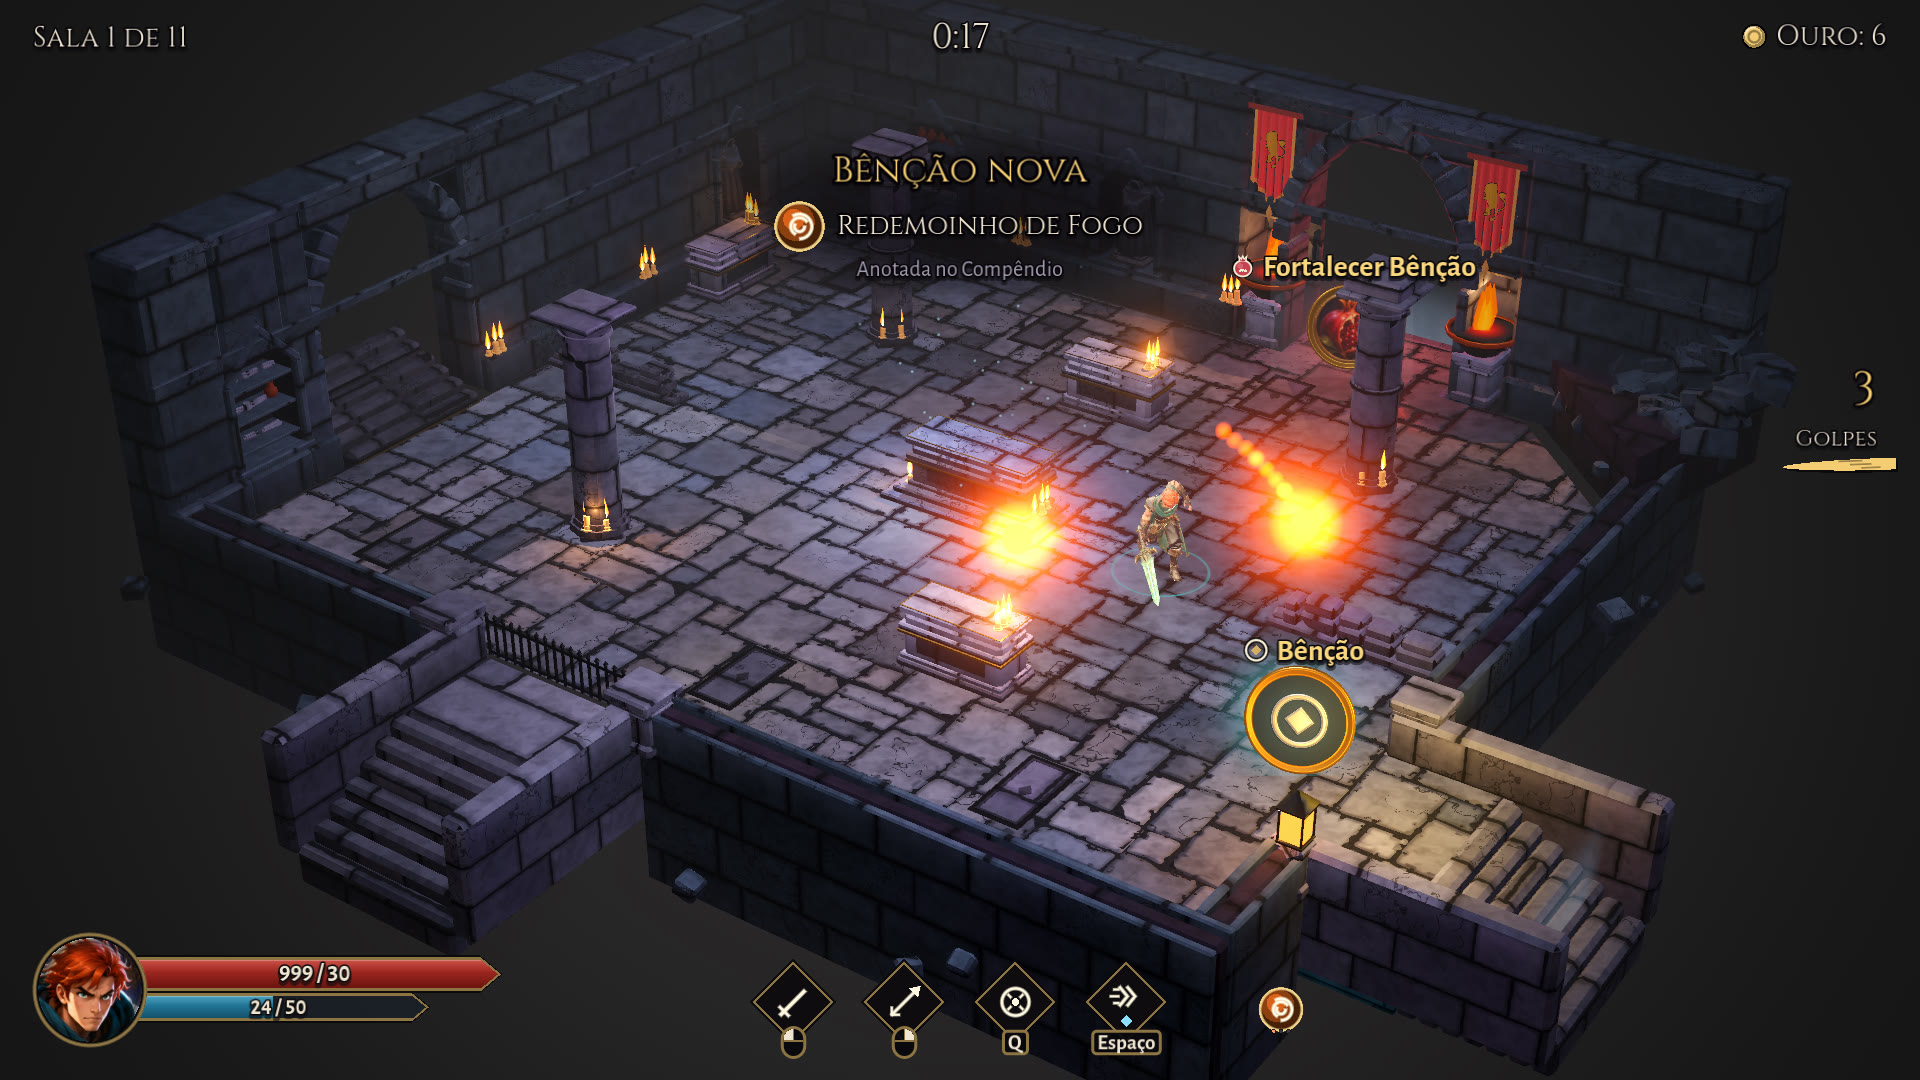 Sala 1 de 11
0:17
Ouro: 6
Bênção nova
Redemoinho de Fogo
Anotada no Compêndio
Fortalecer Bênção
3
Golpes
Bênção
999/30
24/50
Q
Espaço